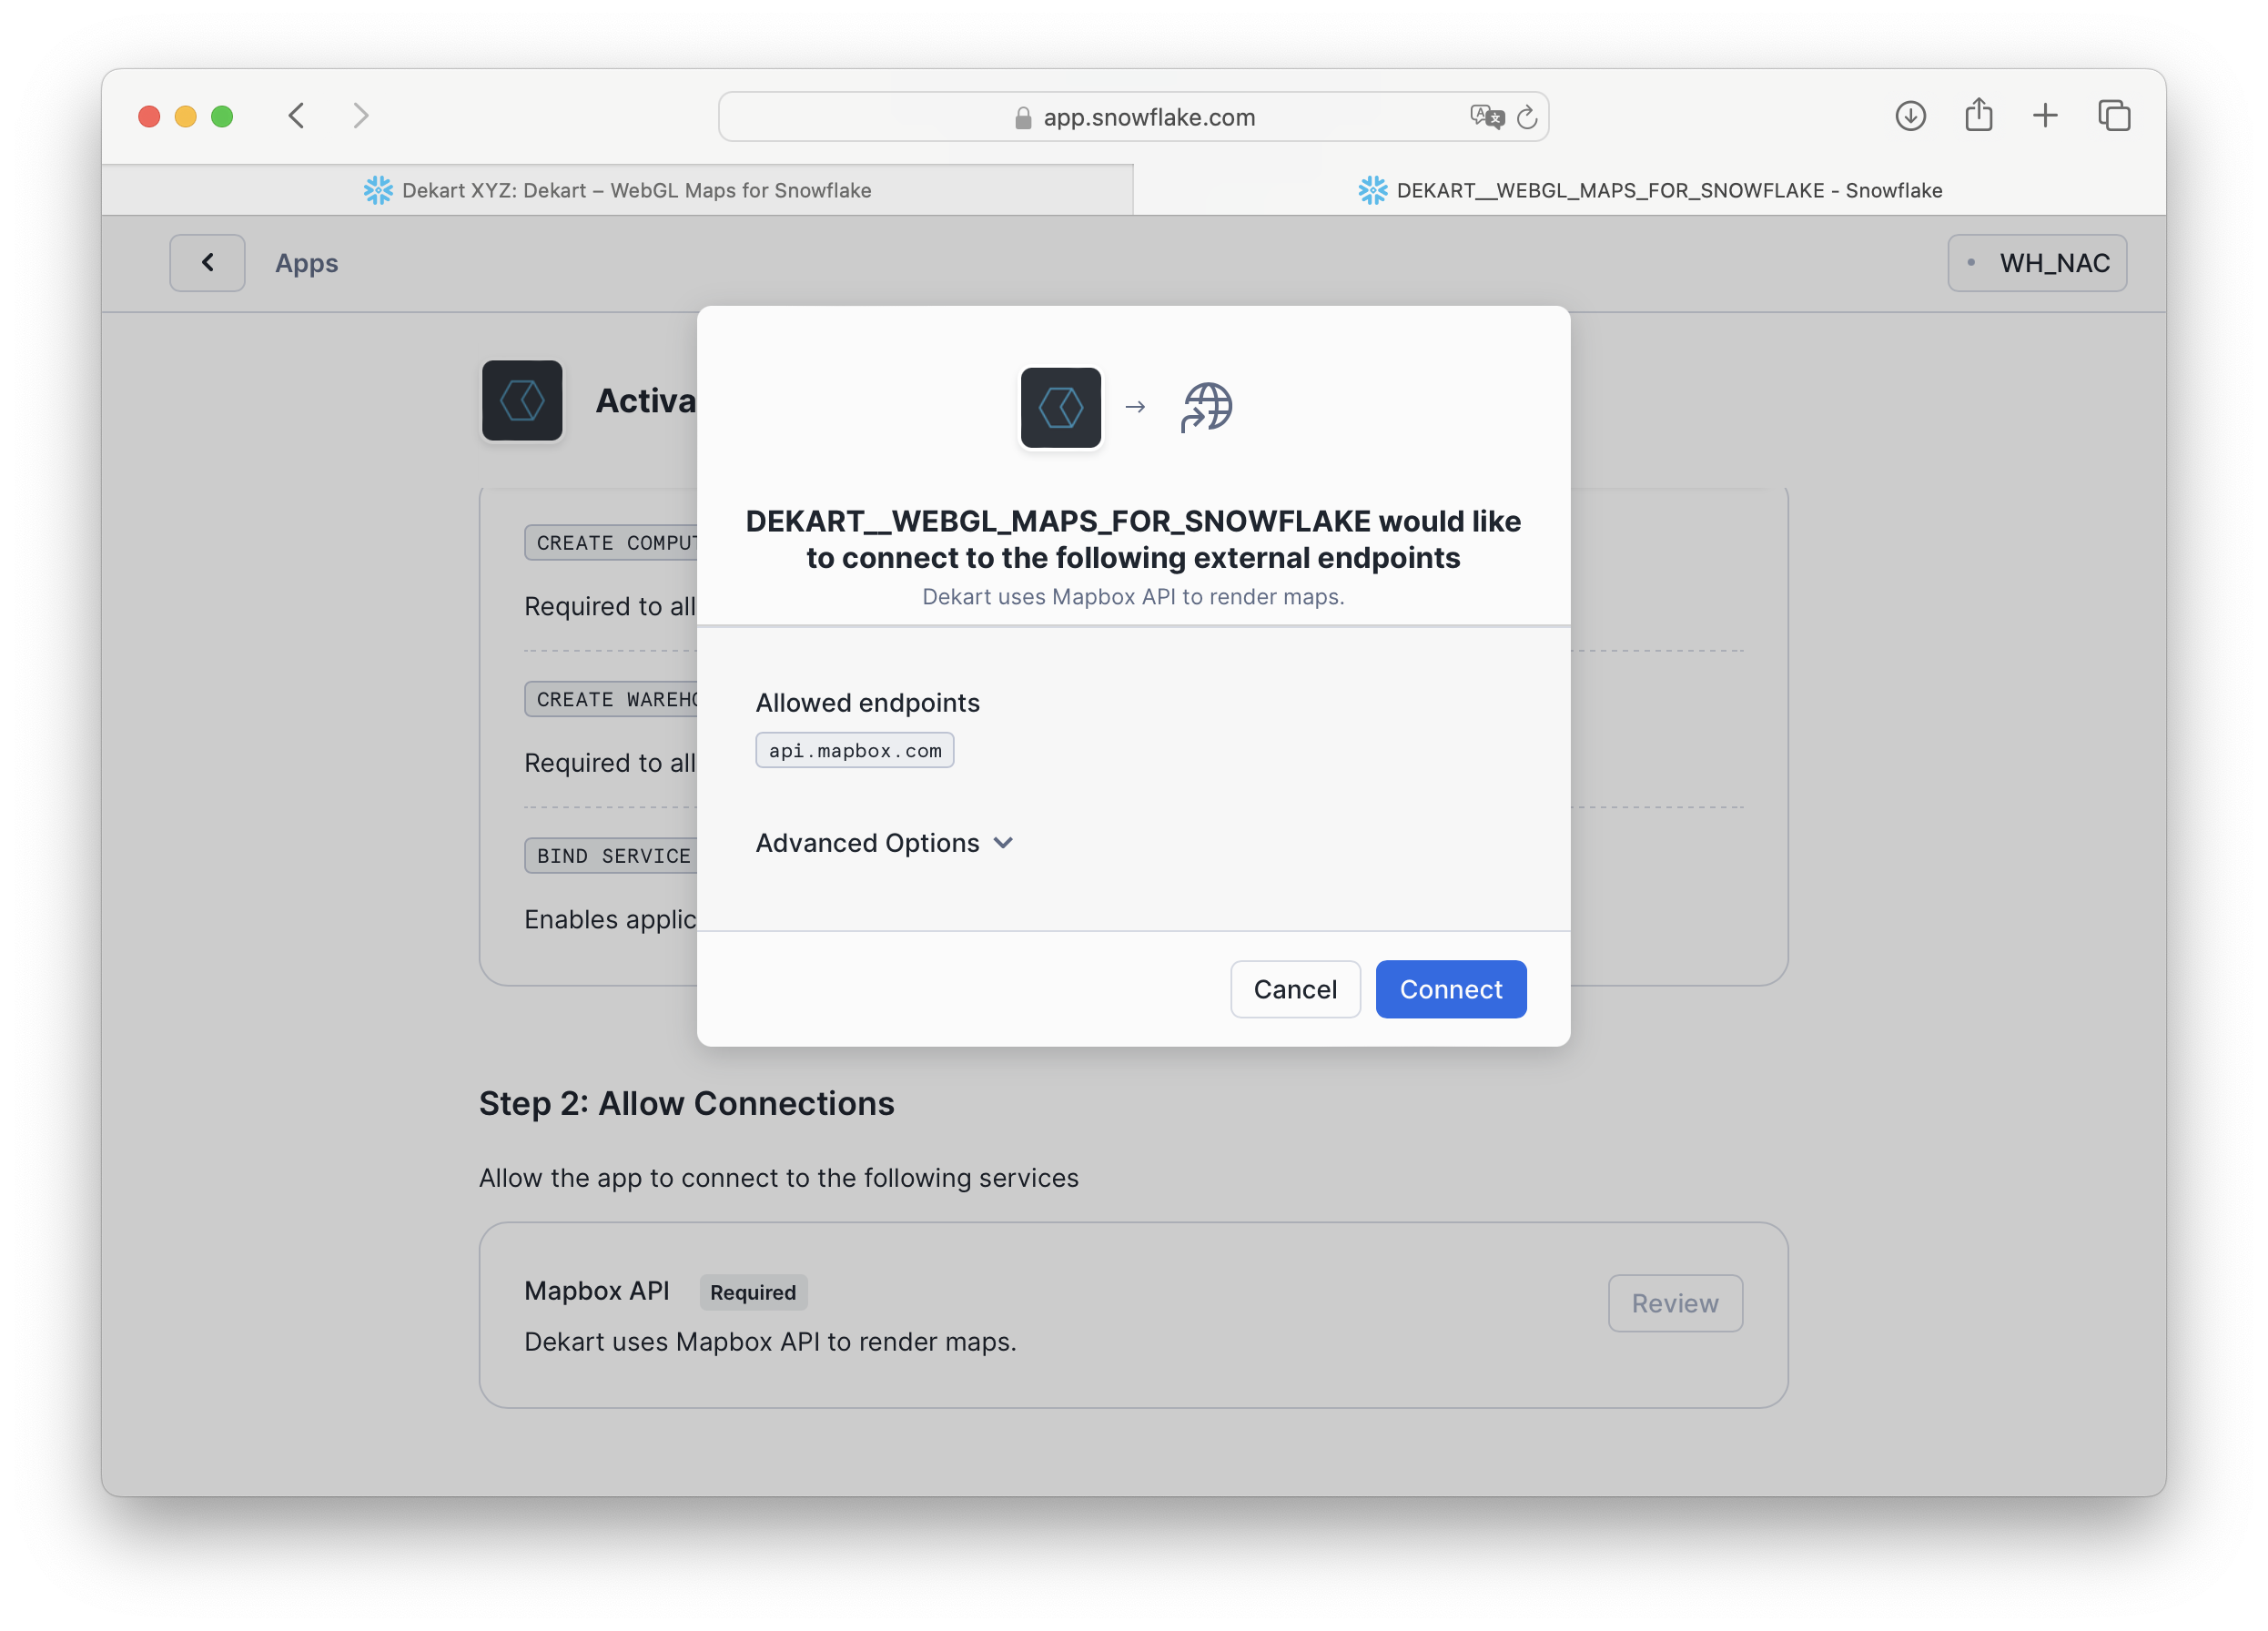 app.snowflake.com
Dekart XYZ: Dekart – WebGL Maps for Snowflake
DEKART__WEBGL_MAPS_FOR_SNOWFLAKE - Snowflake
Apps
WH_NAC
Activa
DEKART__WEBGL_MAPS_FOR_SNOWFLAKE would like
to connect to the following external endpoints
Dekart uses Mapbox API to render maps.
CREATE COMPUT
Required to all
CREATE WAREHO
Required to all
BIND SERVICE
Enables applic
Allowed endpoints
api.mapbox.com
Advanced Options
Cancel
Connect
Step 2: Allow Connections
Allow the app to connect to the following services
Mapbox API
Required
Review
Dekart uses Mapbox API to render maps.